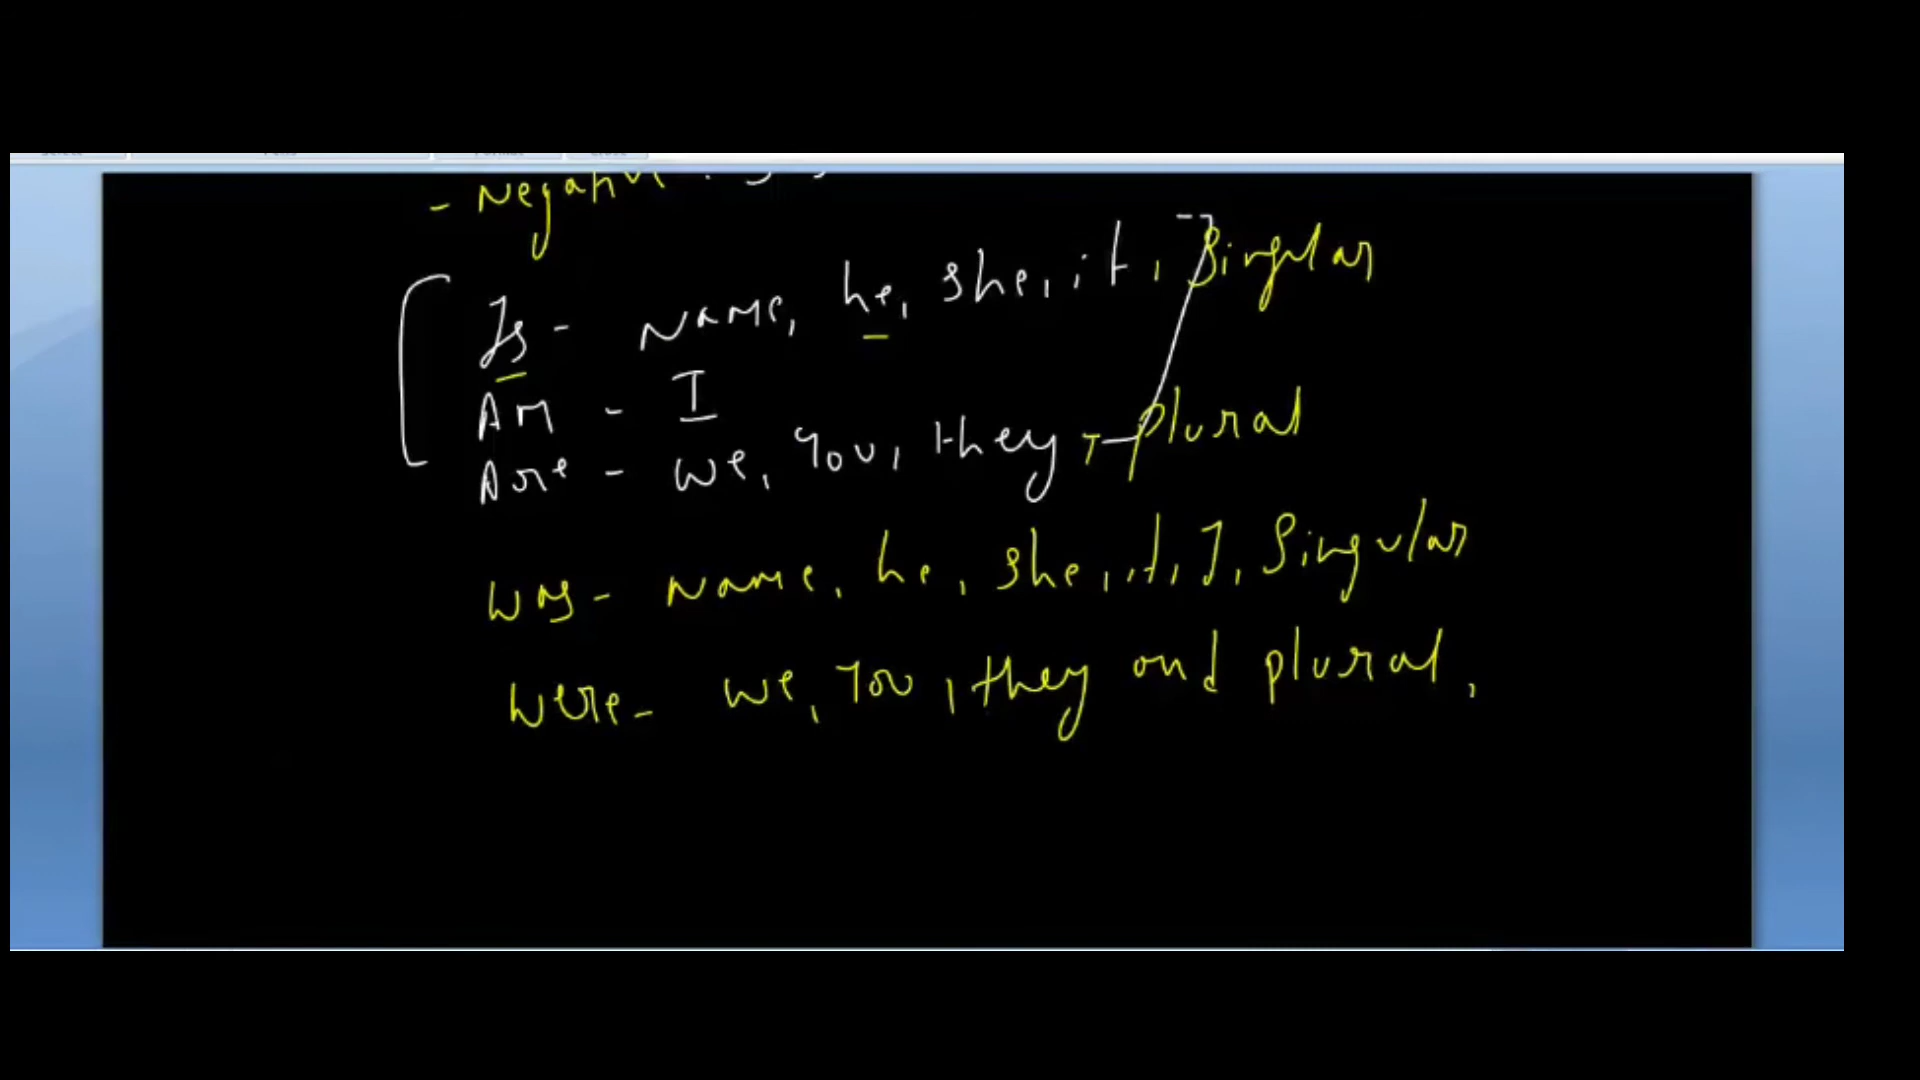 - Negative
Is - Name, he, she, it, Singular
Am - I
Are - we, You, they, plural
was - Name, he, she, it, I, Singular
were - we, You, they and plural,